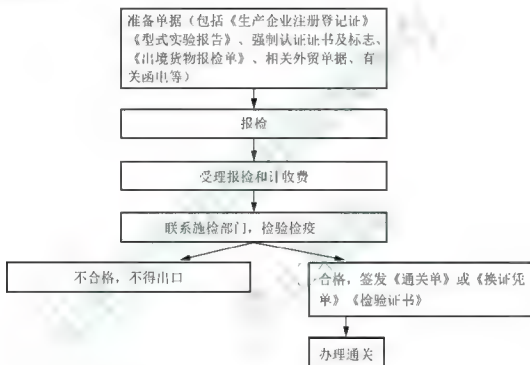 准备单据（包括《生产企业注册登记证》
《型式实验报告》、强制认证证书及标志、
《出境货物报检单》、相关外贸单据、有
关函电等）
报检
受理报检和计收费
联系施检部门，检验检疫
不合格，不得出口
合格，签发《通关单》或《换证凭
单》《检验证书》
办理通关